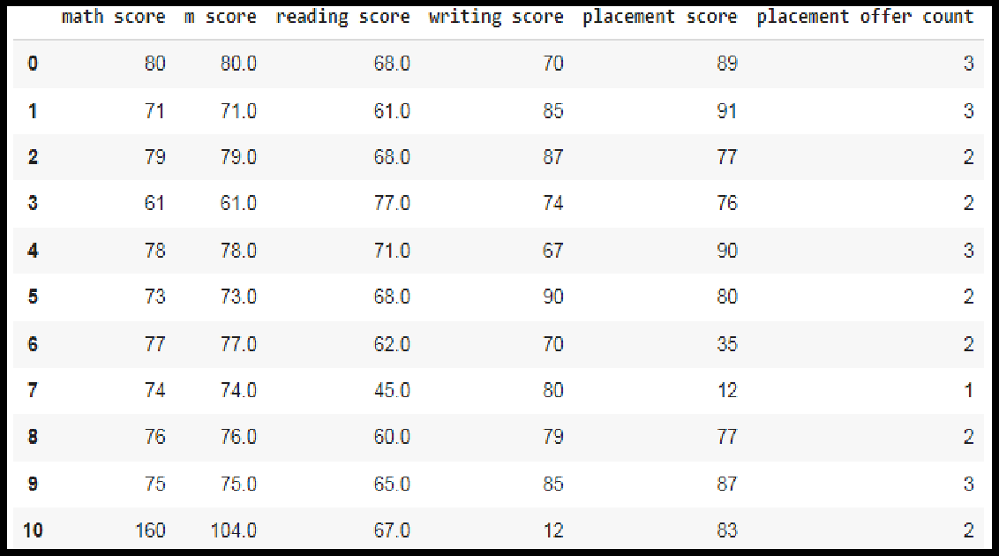 math score m score reading score writing score placement score placement offer count
0 80 80.0 68.0 70 89 3
1 71 71.0 61.0 85 91 3
2 79 79.0 68.0 87 77 2
3 61 61.0 77.0 74 76 2
4 78 78.0 71.0 67 90 3
5 73 73.0 68.0 90 80 2
6 77 77.0 62.0 70 35 2
7 74 74.0 45.0 80 12 1
8 76 76.0 60.0 79 77 2
9 75 75.0 65.0 85 87 3
10 160 104.0 67.0 12 83 2